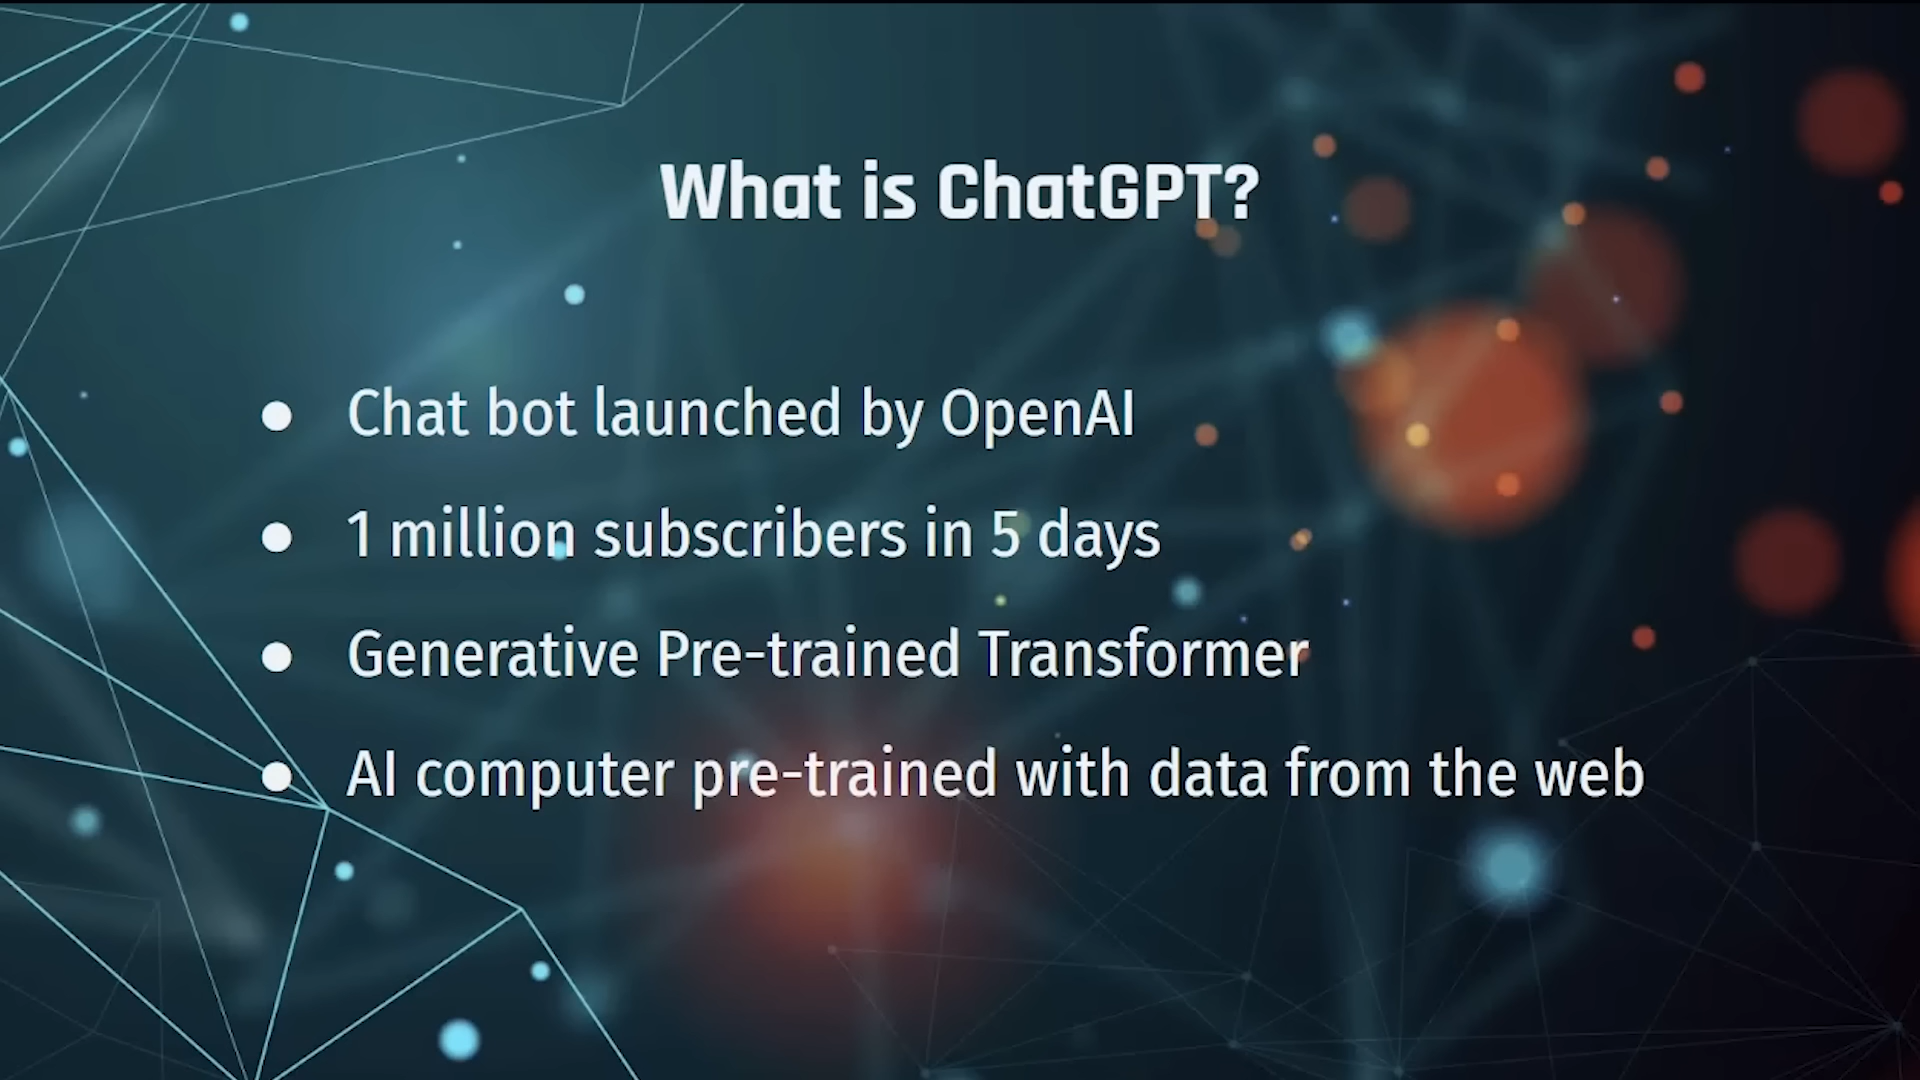 What is ChatGPT?
● Chat bot launched by OpenAI
● 1 million subscribers in 5 days
● Generative Pre-trained Transformer
● AI computer pre-trained with data from the web